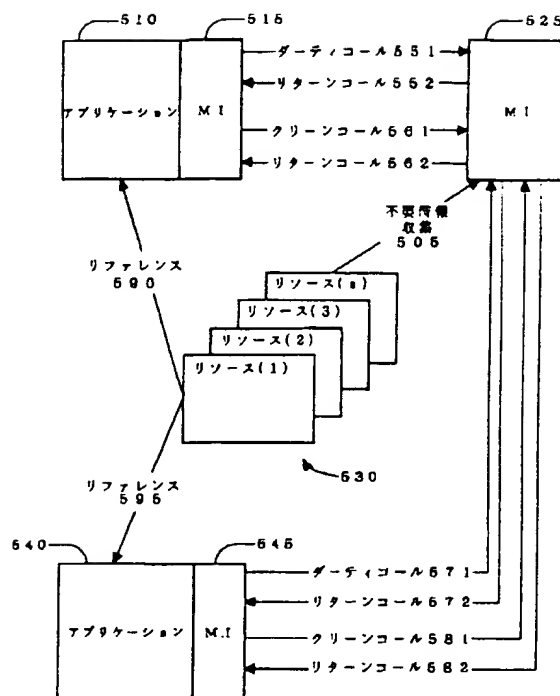 510
515
525
アプリケーション
MI
ダーティコール551
リターンコール552
クリーンコール561
リターンコール562
MI
不要情報
収集
505
リファレンス
590
リソース(n)
リソース(3)
リソース(2)
リソース(1)
530
リファレンス
595
540
545
アプリケーション
M.I
ダーティコール571
リターンコール572
クリーンコール581
リターンコール582